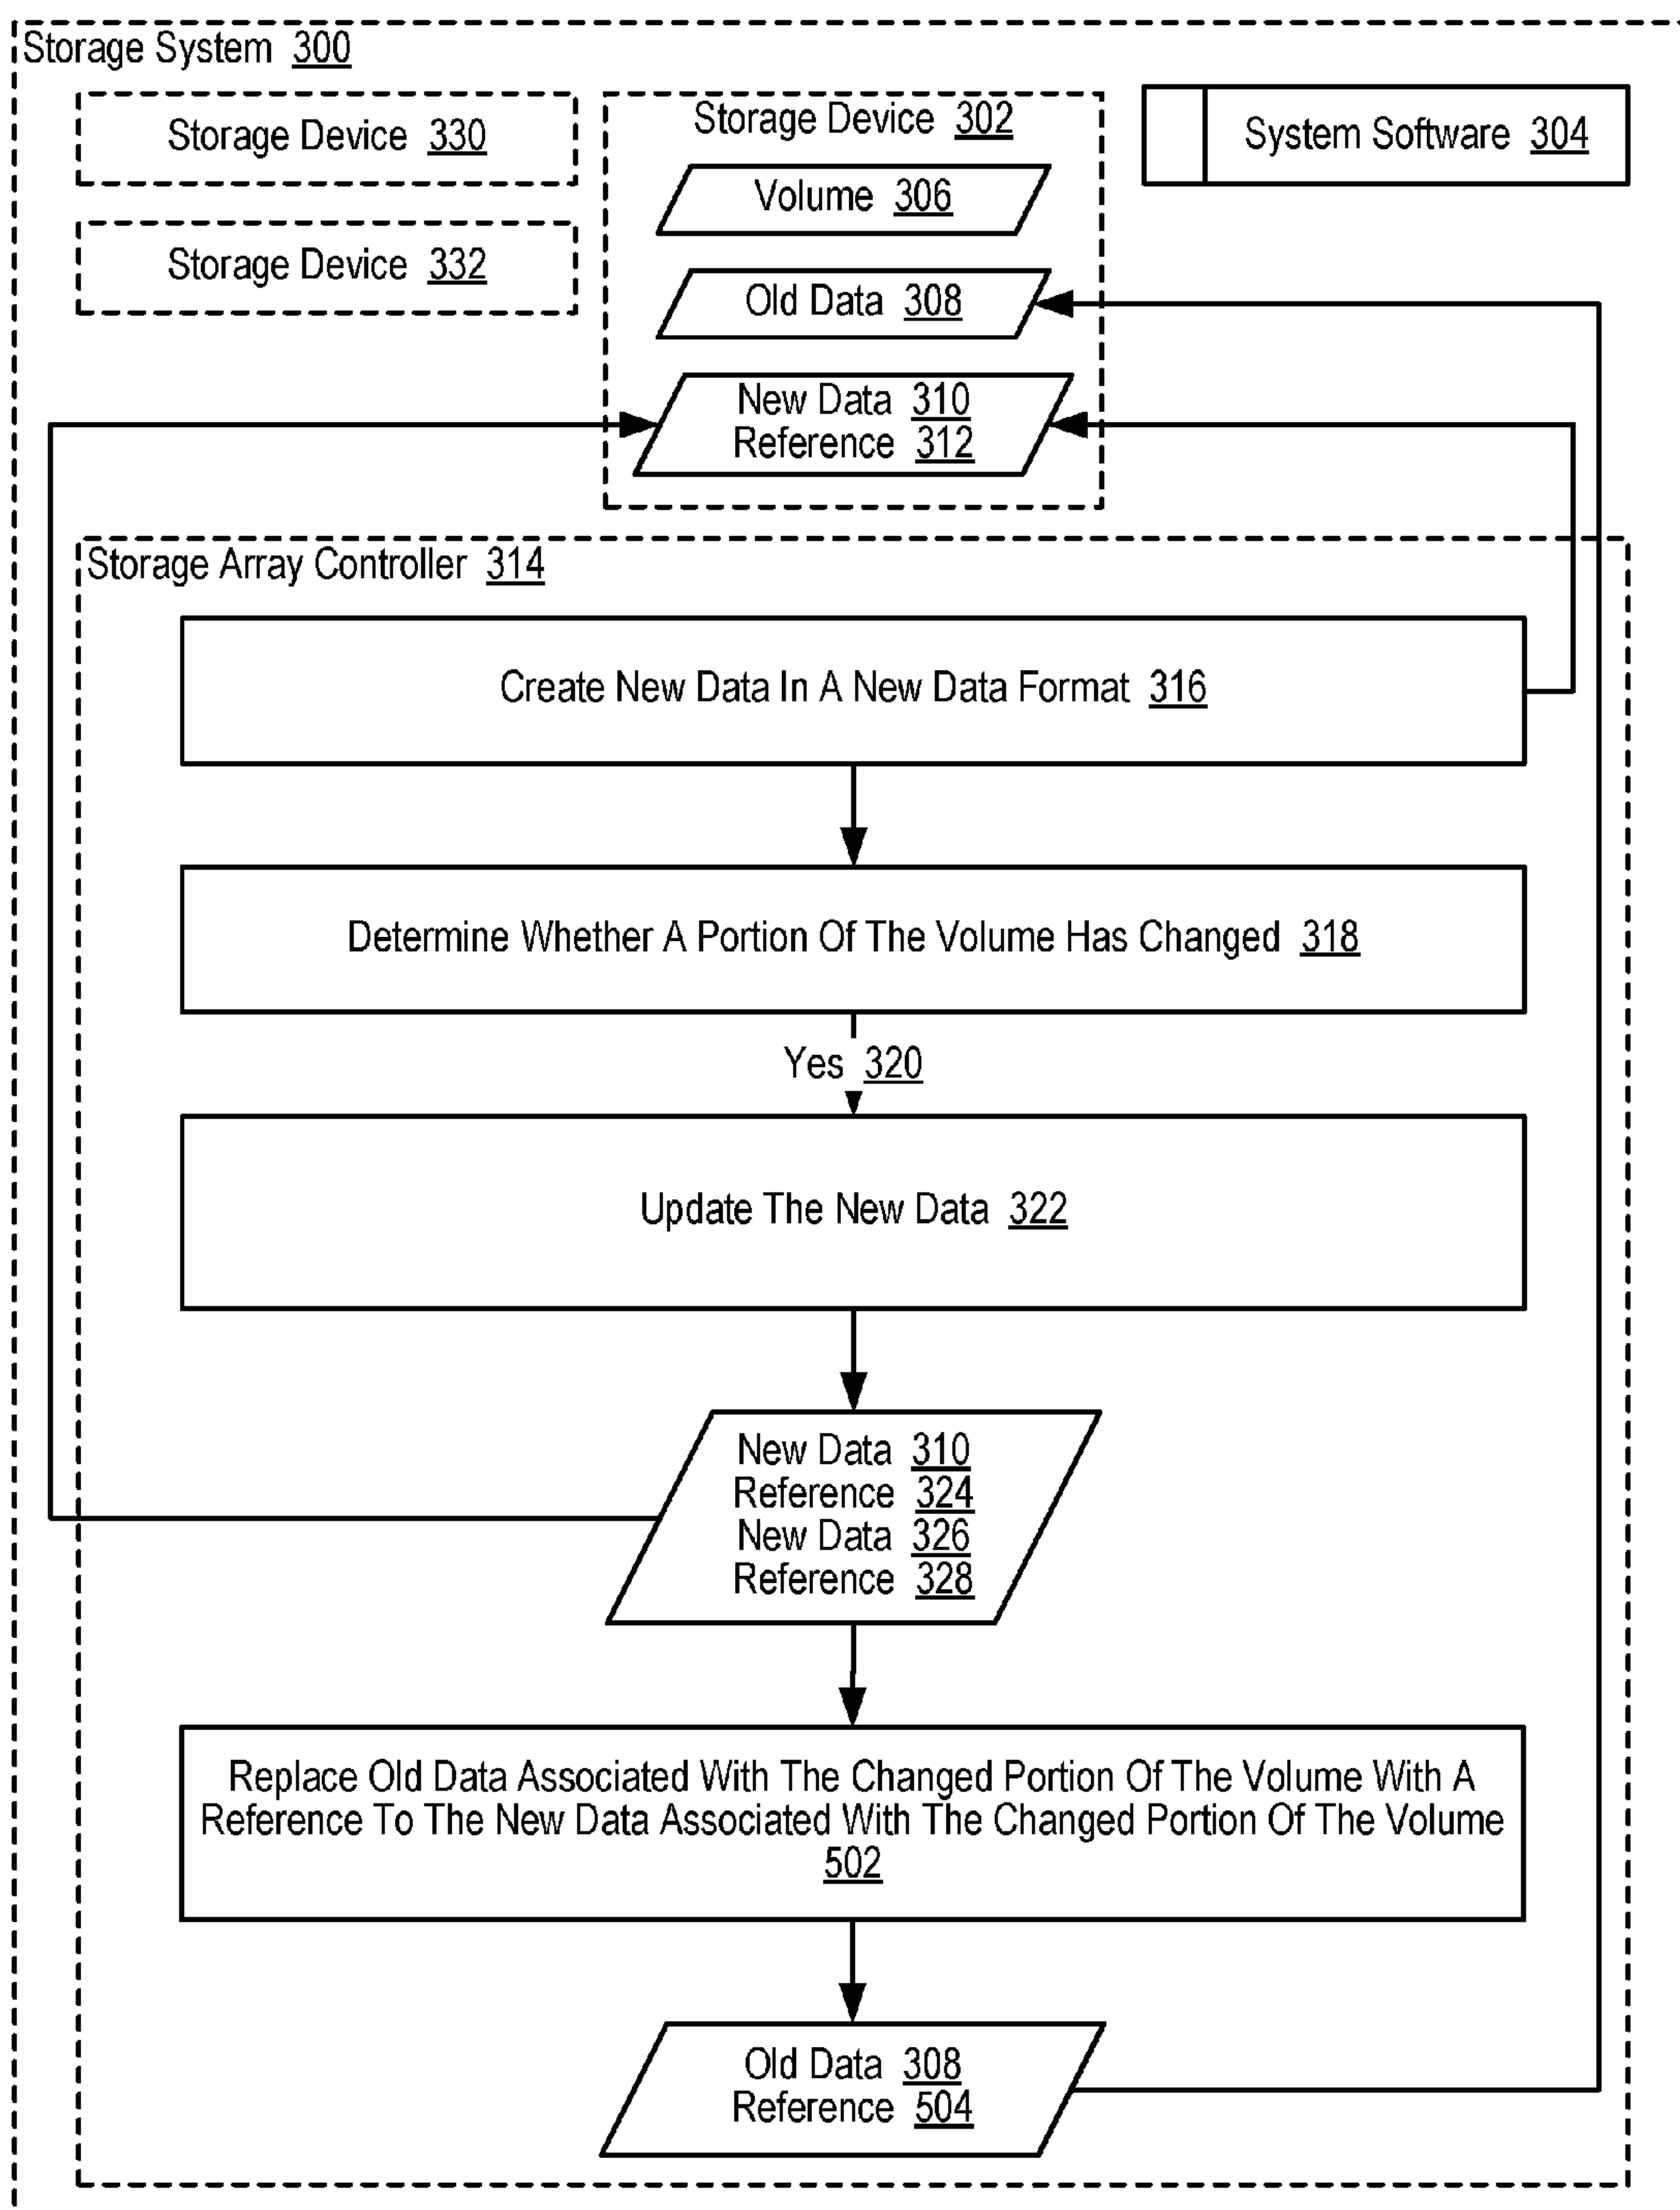 Storage System 300
Storage Device 330
Storage Device 302
System Software 304
Volume 306
Storage Device 332
Old Data 308
New Data 310
Reference 312
Storage Array Controller 314
Create New Data In A New Data Format 316
Determine Whether A Portion Of The Volume Has Changed 318
Yes 320
Update The New Data 322
New Data 310
Reference 324
New Data 326
Reference 328
Replace Old Data Associated With The Changed Portion Of The Volume With A
Reference To The New Data Associated With The Changed Portion Of The Volume
502
Old Data 308
Reference 504